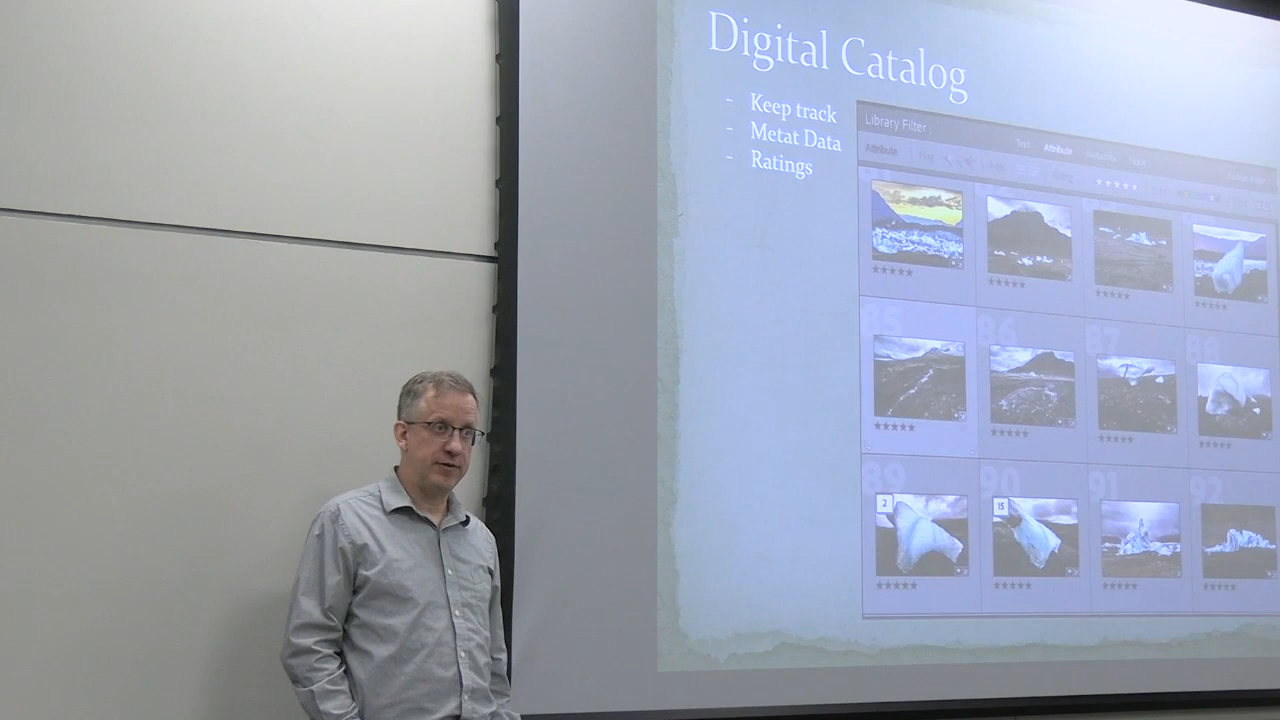 Digital Catalog
- Keep track
- Metat Data
- Ratings
Library Filter :
Text Attribute Metadata None
Attribute
85 86 87 88
89 90 91 92
2 15